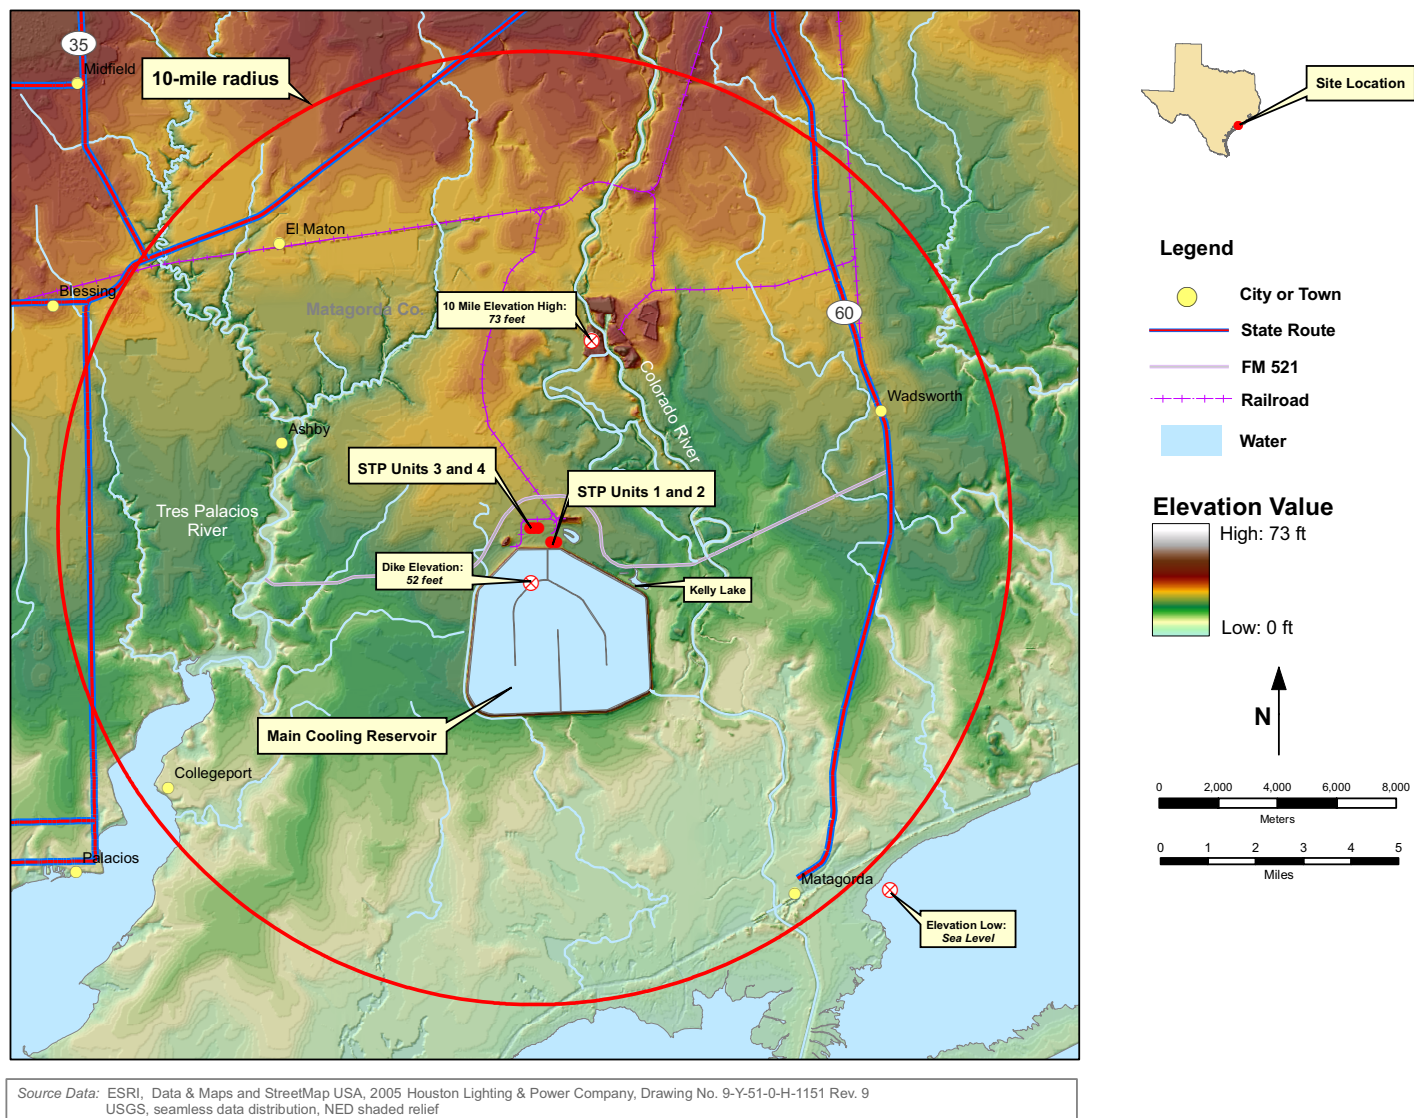 35
Midfield
10-mile radius
El Maton
Blessing
Matagorda Co.
10 Mile Elevation High:
73 feet
60
Colorado River
Wadsworth
Ashby
STP Units 3 and 4
STP Units 1 and 2
Tres Palacios
River
Dike Elevation:
52 feet
Kelly Lake
Main Cooling Reservoir
Collegeport
Palacios
Matagorda
Elevation Low:
Sea Level
Site Location
Legend
City or Town
State Route
FM 521
Railroad
Water
Elevation Value
High: 73 ft
Low: 0 ft
N
0 2,000 4,000 6,000 8,000
Meters
0 1 2 3 4 5
Miles
Source Data: ESRI, Data & Maps and StreetMap USA, 2005 Houston Lighting & Power Company, Drawing No. 9-Y-51-0-H-1151 Rev. 9
USGS, seamless data distribution, NED shaded relief